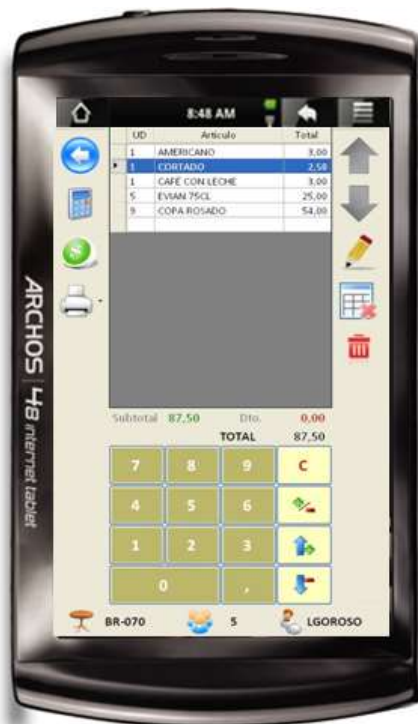 8:48 AM
UD Artículo Total
1 AMERICANO 3,00
1 CORTADO 2,50
1 CAFÉ CON LECHE 3,00
5 EVIAN 75CL 25,00
9 COPA ROSADO 54,00
Subtotal 87,50 Dto. 0,00
TOTAL 87,50
7 8 9 C
4 5 6
1 2 3
0 ,
BR-070 5 LGOROSO
ARCHOS 48 internet tablet